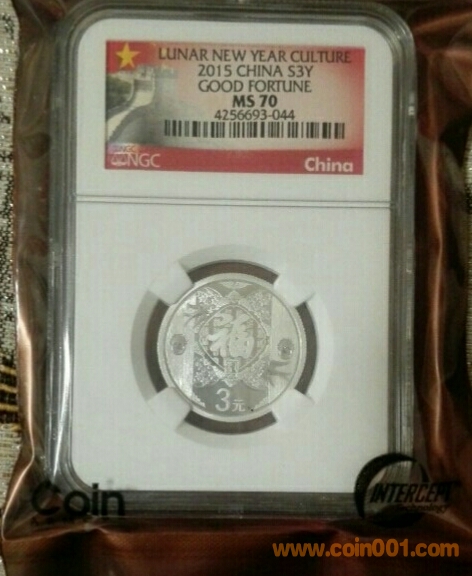 LUNAR NEW YEAR CULTURE
2015 CHINA S3Y
GOOD FORTUNE
MS 70
4256693-044
NGC
China
福
3元
Coin
INTERCEPT
Technology
www.coin001.com